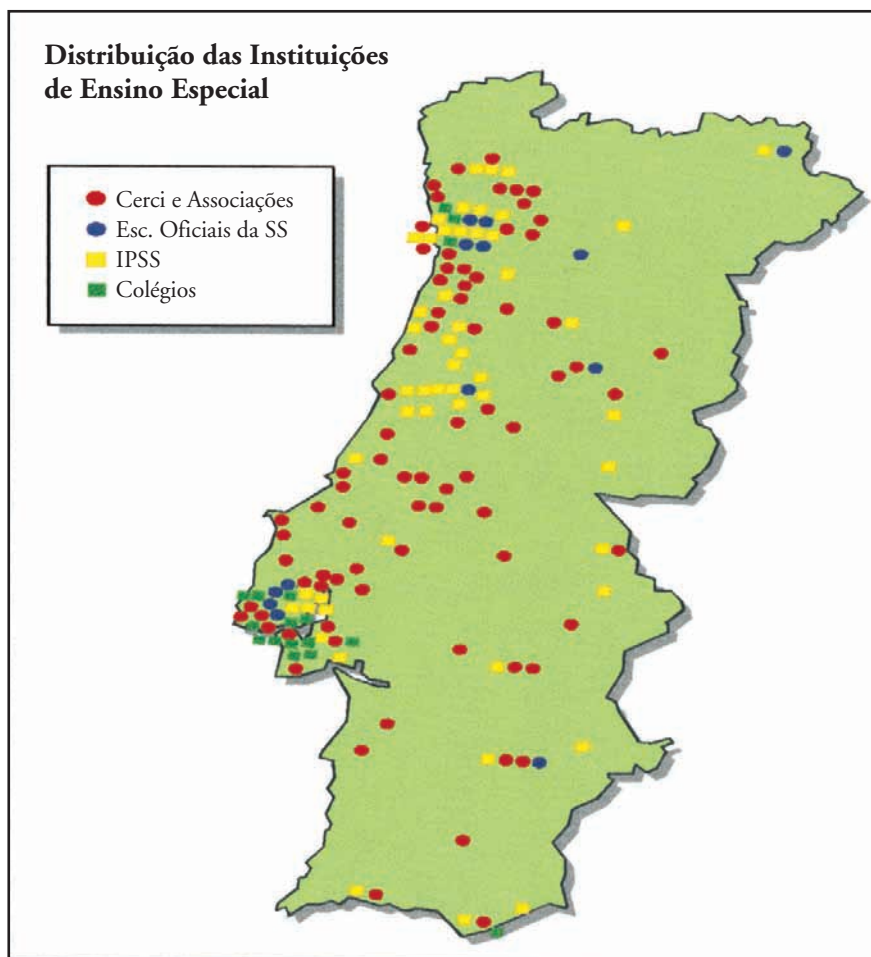 Distribuição das Instituições
de Ensino Especial
Cerci e Associações
Esc. Oficiais da SS
IPSS
Colégios